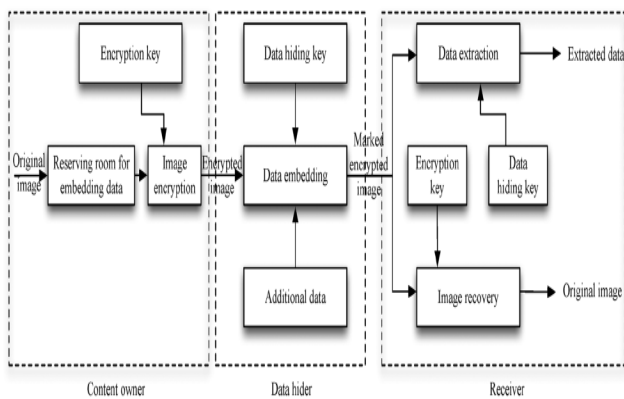 Encryption key
Original
image
Reserving room for
embedding data
Image
encryption
Encrypted
image
Data hiding key
Data embedding
Additional data
Marked
encrypted
image
Data extraction
Extracted data
Encryption
key
Data
hiding key
Image recovery
Original image
Content owner
Data hider
Receiver